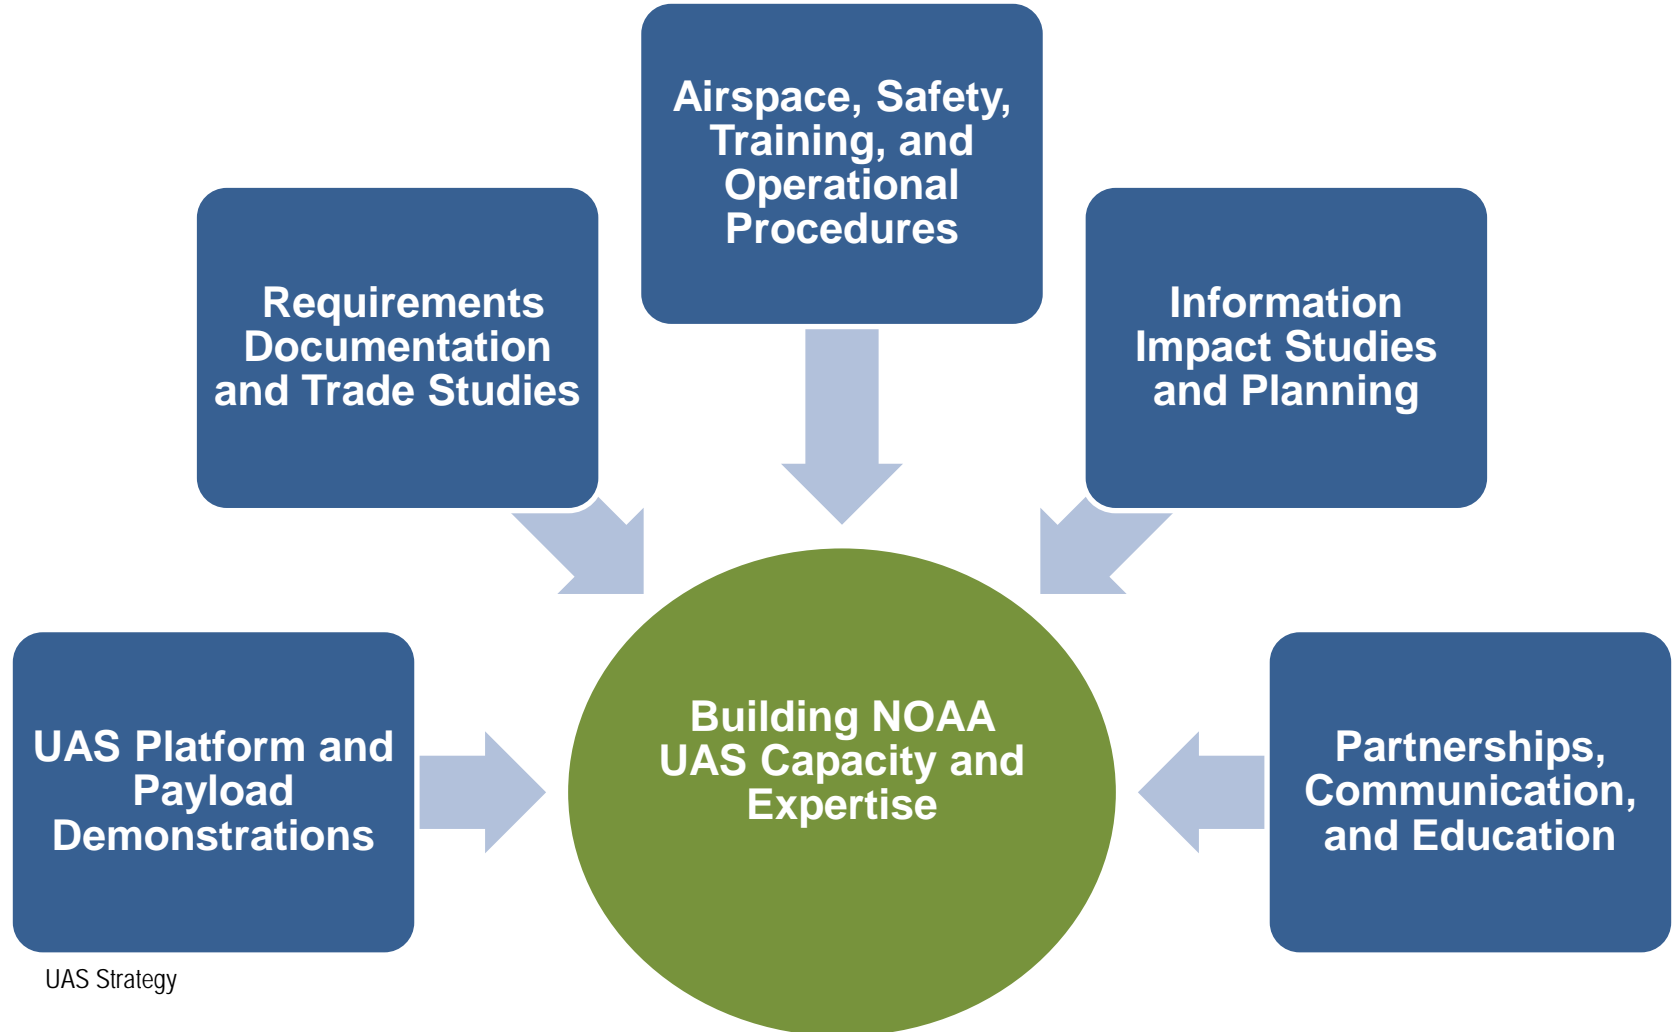 Airspace, Safety,
Training, and
Operational
Procedures
Requirements
Documentation
and Trade Studies
Information
Impact Studies
and Planning
UAS Platform and
Payload
Demonstrations
Building NOAA
UAS Capacity and
Expertise
Partnerships,
Communication,
and Education
UAS Strategy